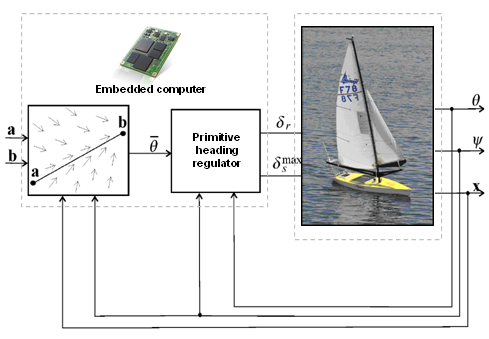 Embedded computer
a
b
a
b
θ̅
Primitive
heading
regulator
δr
δs max
F78
θ
ψ
x